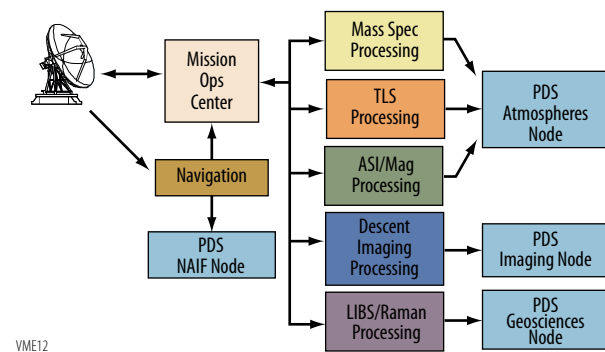 Mission
Ops
Center
Navigation
PDS
NAIF Node
Mass Spec
Processing
TLS
Processing
ASI/Mag
Processing
Descent
Imaging
Processing
LIBS/Raman
Processing
PDS
Atmospheres
Node
PDS
Imaging Node
PDS
Geosciences
Node
VME12